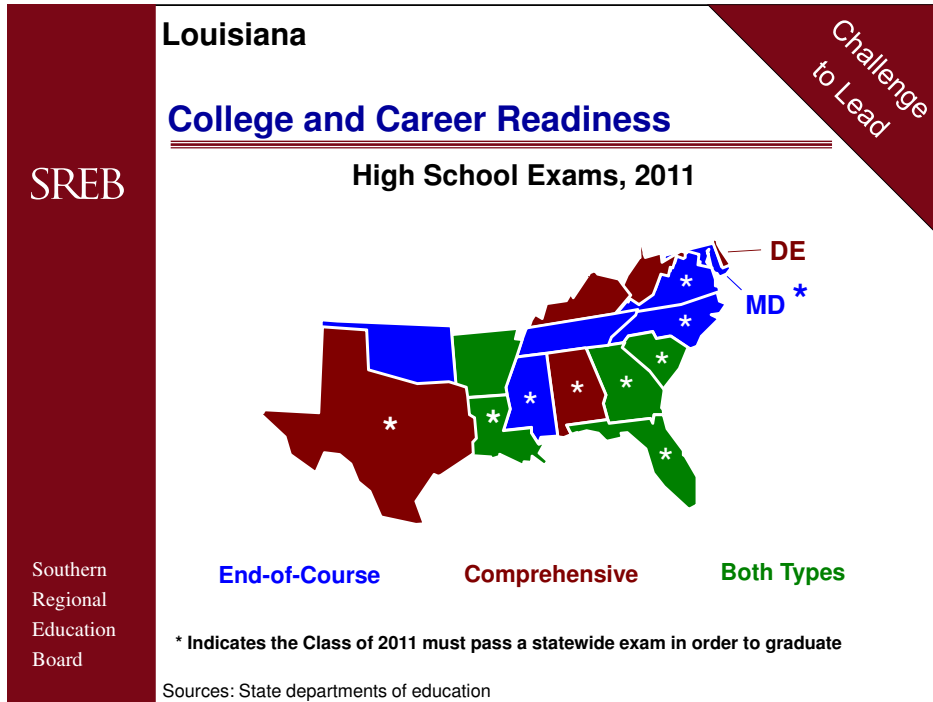 Louisiana
Challenge
to Lead
College and Career Readiness
SREB
High School Exams, 2011
DE
MD *
*
*
*
*
*
*
*
*
*
End-of-Course
Comprehensive
Both Types
Southern
Regional
Education
Board
* Indicates the Class of 2011 must pass a statewide exam in order to graduate
Sources: State departments of education